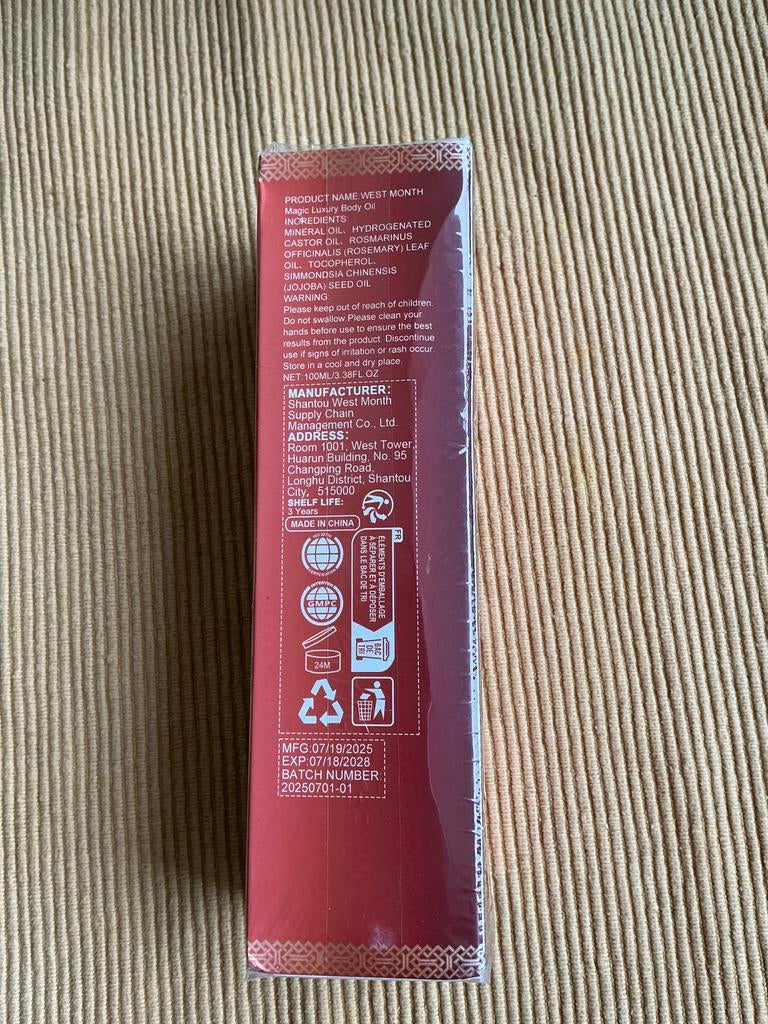 PRODUCT NAME:WEST MONTH
Magic Luxury Body Oil
INGREDIENTS:
MINERAL OIL、HYDROGENATED
CASTOR OIL、ROSMARINUS
OFFICINALIS (ROSEMARY) LEAF
OIL、TOCOPHEROL、
SIMMONDSIA CHINENSIS
(JOJOBA) SEED OIL
WARNING:
Please keep out of reach of children.
Do not swallow.Please clean your
hands before use to ensure the best
results from the product. Discontinue
use if signs of irritation or rash occur.
Store in a cool and dry place.
NET:100ML/3.38FL OZ
MANUFACTURER:
Shantou West Month
Supply Chain
Management Co., Ltd.
ADDRESS:
Room 1001, West Tower,
Huarun Building, No. 95
Changping Road,
Longhu District, Shantou
City, 515000
SHELF LIFE:
3 Years
MADE IN CHINA
FR
ÉLÉMENTS D'EMBALLAGE
À SÉPARER ET À DÉPOSER
DANS LE BAC DE TRI
BAC
DE
TRI
GMPC
24M
MFG:07/19/2025
EXP:07/18/2028
BATCH NUMBER:
20250701-01